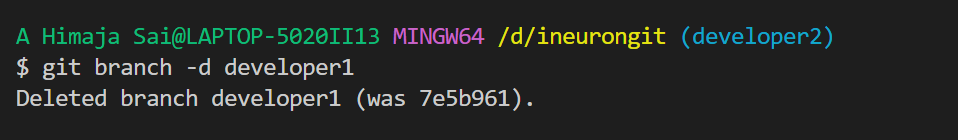 A Himaja Sai@LAPTOP-5020II13 MINGW64 /d/ineurongit (developer2)
$ git branch -d developer1
Deleted branch developer1 (was 7e5b961).